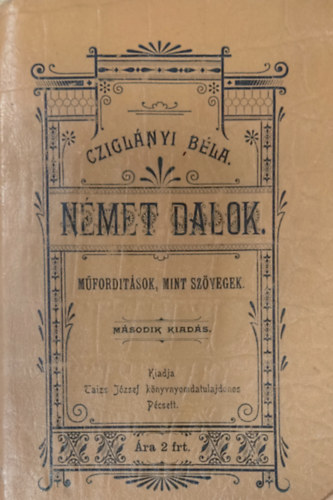 CZIGLÁNYI BÉLA.
NÉMET DALOK.
MŰFORDITÁSOK, MINT SZÖVEGEK.
MÁSODIK KIADÁS.
Kiadja
Taizs József könyvnyomdatulajdonos
Pécsett.
Ára 2 frt.